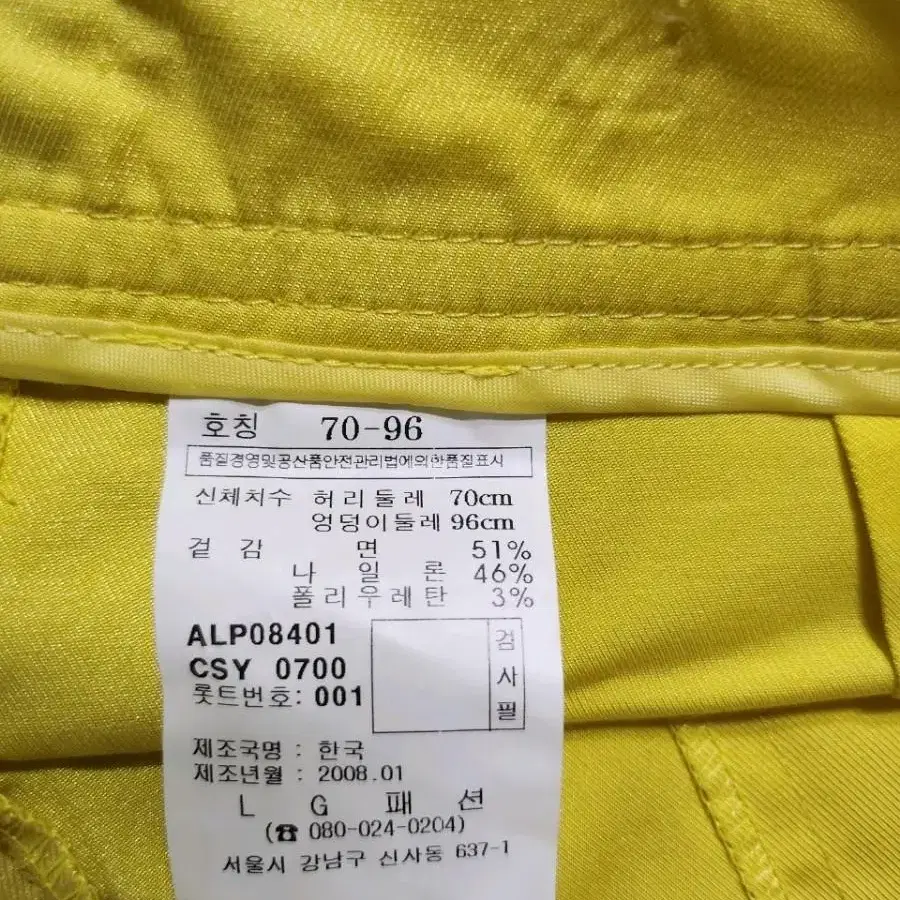 호칭 70-96
품질경영및공산품안전관리법에의한품질표시
신체치수 허리둘레 70cm
엉덩이둘레 96cm
겉 감 면 51%
나 일 론 46%
폴리우레탄 3%
ALP08401
CSY 0700
롯트번호: 001
검
사
필
제조국명 : 한국
제조년월 : 2008.01
L G 패 션
(☎ 080-024-0204)
서울시 강남구 신사동 637-1